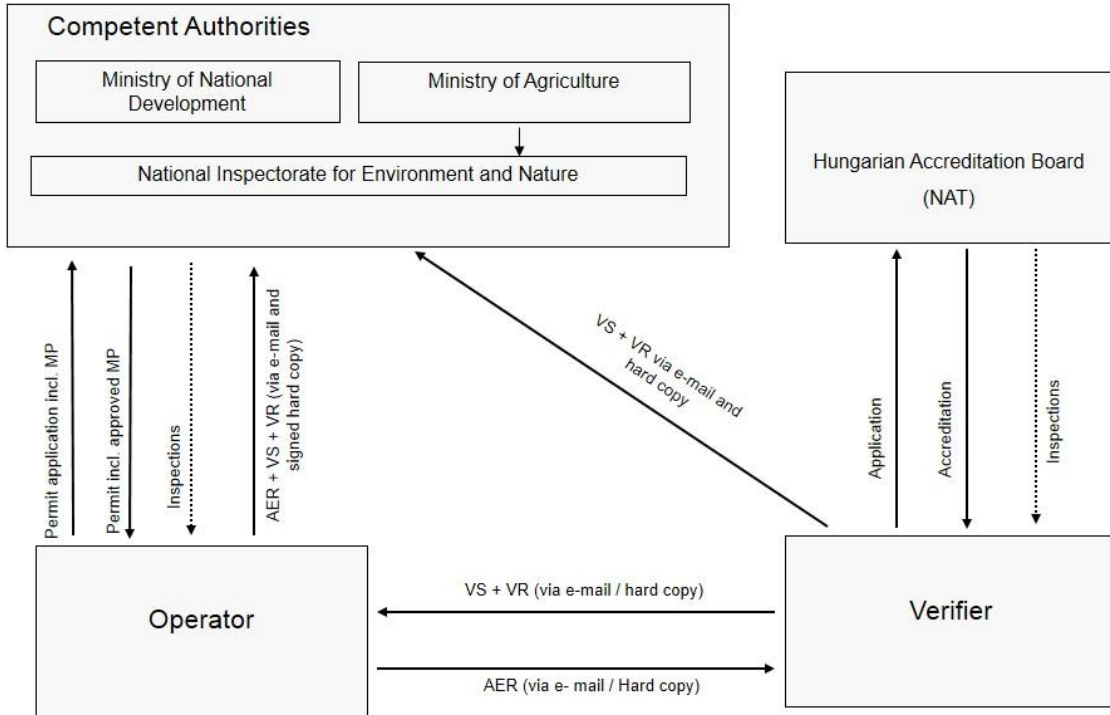 Competent Authorities
Ministry of National
Development
Ministry of Agriculture
National Inspectorate for Environment and Nature
Hungarian Accreditation Board
(NAT)
Permit application incl. MP
Permit incl. approved MP
Inspections
AER + VS + VR (via e-mail and
signed hard copy)
VS + VR via e-mail and
hard copy
Application
Accreditation
Inspections
Operator
VS + VR (via e-mail / hard copy)
AER (via e- mail / Hard copy)
Verifier